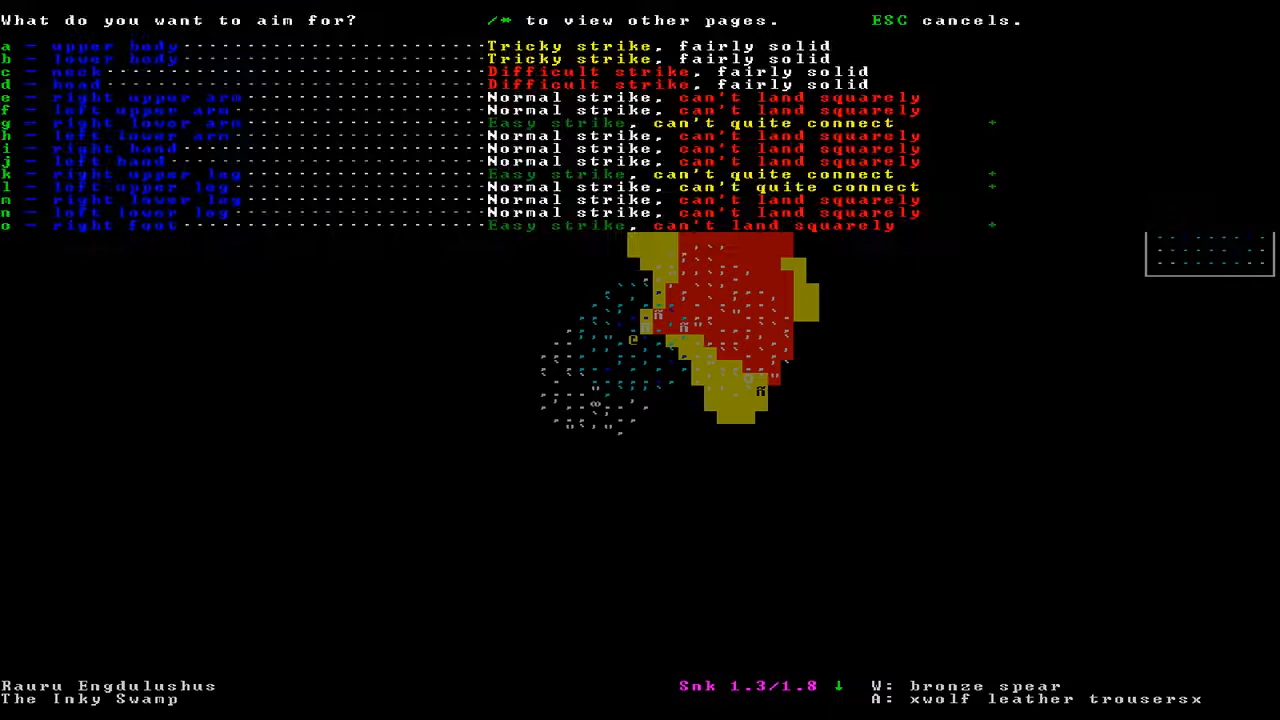 What do you want to aim for? /* to view other pages. ESC cancels.
a - upper body Tricky strike, fairly solid
b - lower body Tricky strike, fairly solid
c - neck Difficult strike, fairly solid
d - head Difficult strike, fairly solid
e - right upper arm Normal strike, can't land squarely
f - left upper arm Normal strike, can't land squarely
g - right lower arm Easy strike, can't quite connect +
h - left lower arm Normal strike, can't land squarely
i - right hand Normal strike, can't land squarely
j - left hand Normal strike, can't land squarely
k - right upper leg Easy strike, can't quite connect +
l - left upper leg Normal strike, can't quite connect +
m - right lower leg Normal strike, can't land squarely
n - left lower leg Normal strike, can't land squarely
o - right foot Easy strike, can't land squarely +
Rauru Engdulushus Snk 1.3/1.8 ↓ W: bronze spear
The Inky Swamp A: xwolf leather trousersx